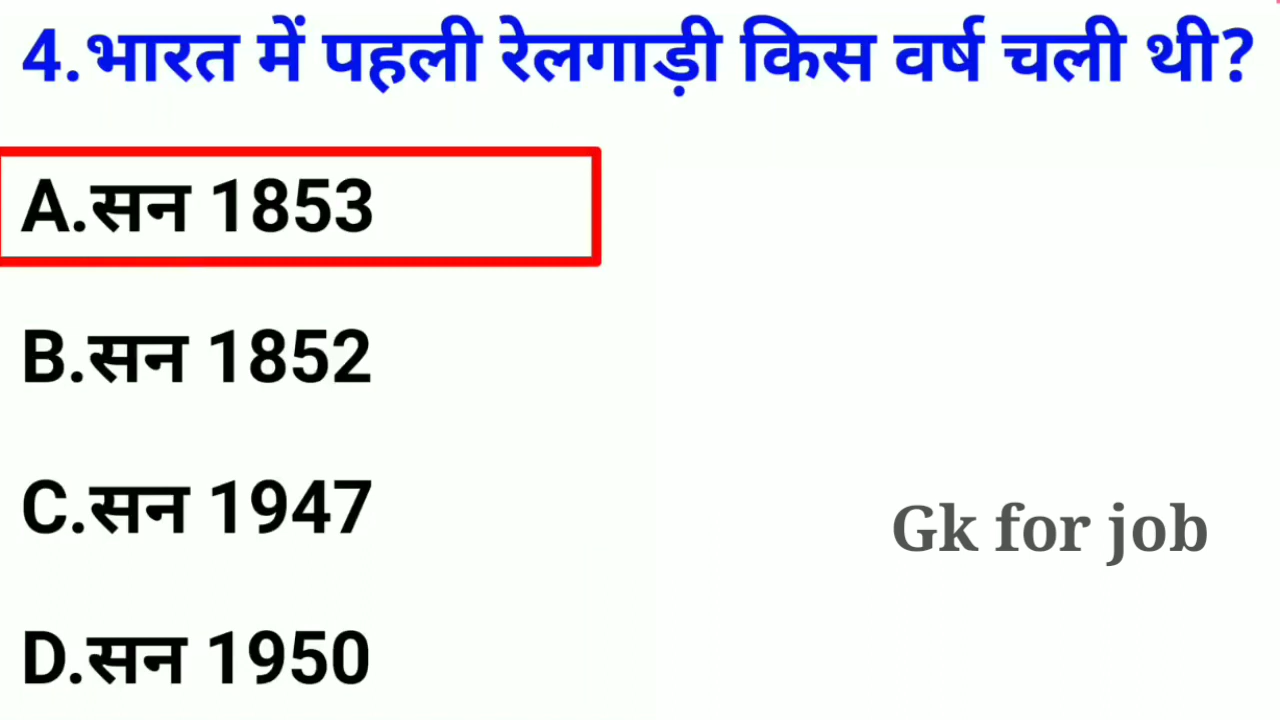 4.भारत में पहली रेलगाड़ी किस वर्ष चली थी?
A.सन 1853
B.सन 1852
C.सन 1947
Gk for job
D.सन 1950